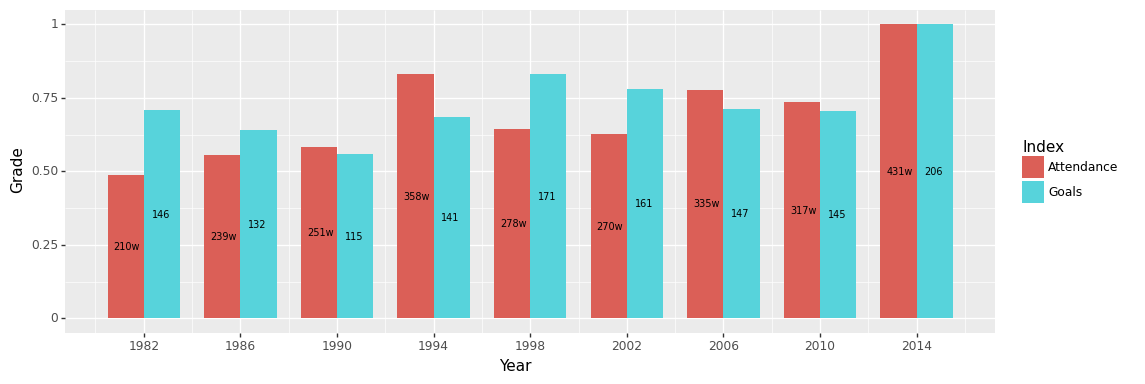 1
0.75
0.50
0.25
0
Grade
210w
146
239w
132
251w
115
358w
141
278w
171
270w
161
335w
147
317w
145
431w
206
1982
1986
1990
1994
1998
2002
2006
2010
2014
Year
Index
Attendance
Goals